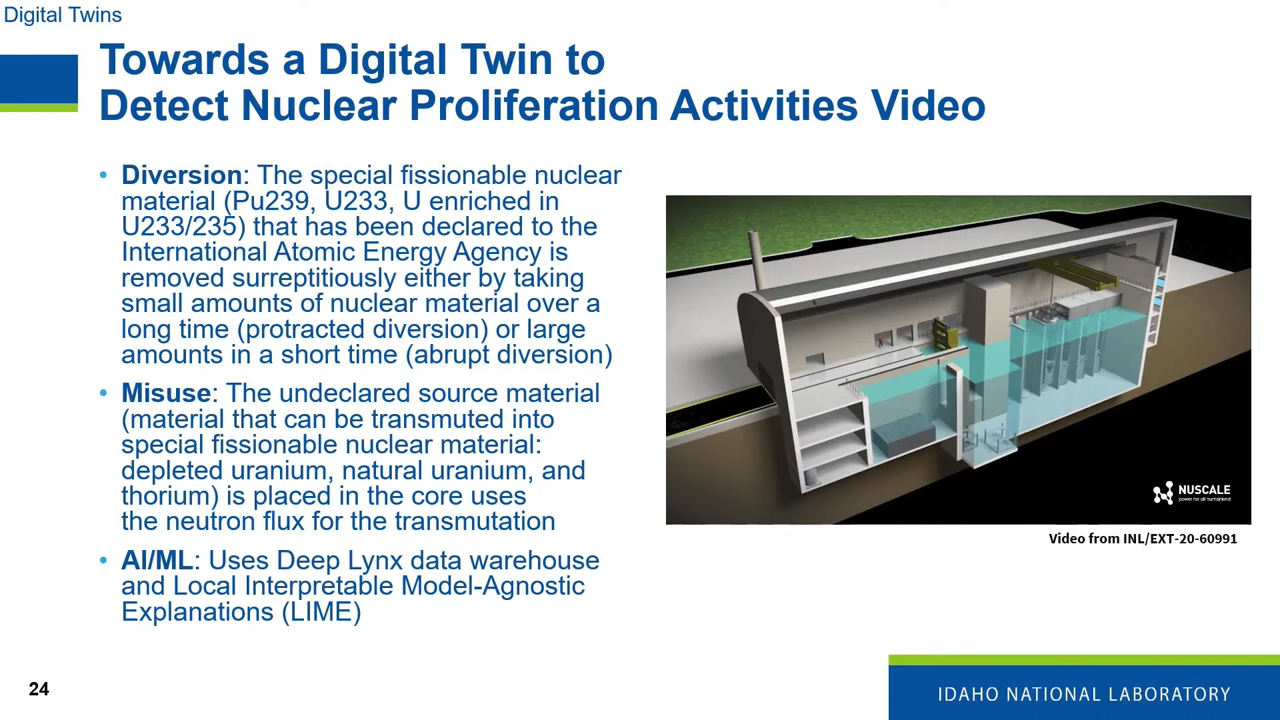 Digital Twins
Towards a Digital Twin to
Detect Nuclear Proliferation Activities Video
• Diversion: The special fissionable nuclear
material (Pu239, U233, U enriched in
U233/235) that has been declared to the
International Atomic Energy Agency is
removed surreptitiously either by taking
small amounts of nuclear material over a
long time (protracted diversion) or large
amounts in a short time (abrupt diversion)
• Misuse: The undeclared source material
(material that can be transmuted into
special fissionable nuclear material:
depleted uranium, natural uranium, and
thorium) is placed in the core uses
the neutron flux for the transmutation
• AI/ML: Uses Deep Lynx data warehouse
and Local Interpretable Model-Agnostic
Explanations (LIME)
NUSCALE
power for all humankind
Video from INL/EXT-20-60991
24
IDAHO NATIONAL LABORATORY